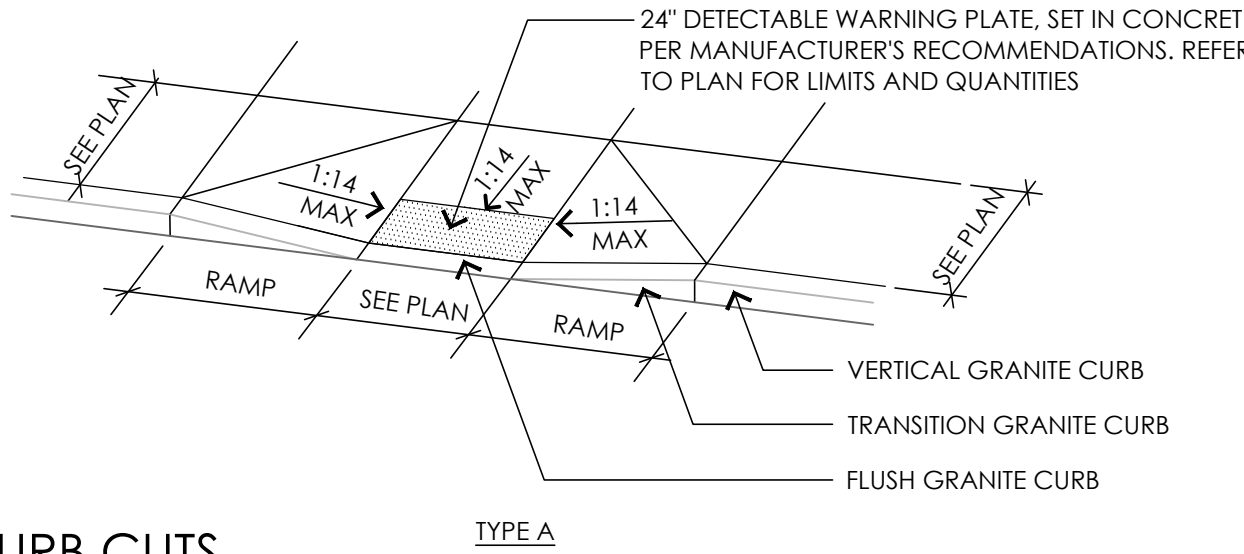 24" DETECTABLE WARNING PLATE, SET IN CONCRET
PER MANUFACTURER'S RECOMMENDATIONS. REFER
TO PLAN FOR LIMITS AND QUANTITIES
SEE PLAN
1:14
MAX
1:14
MAX
1:14
MAX
SEE PLAN
RAMP
SEE PLAN
RAMP
VERTICAL GRANITE CURB
TRANSITION GRANITE CURB
FLUSH GRANITE CURB
TYPE A
URB CUTS